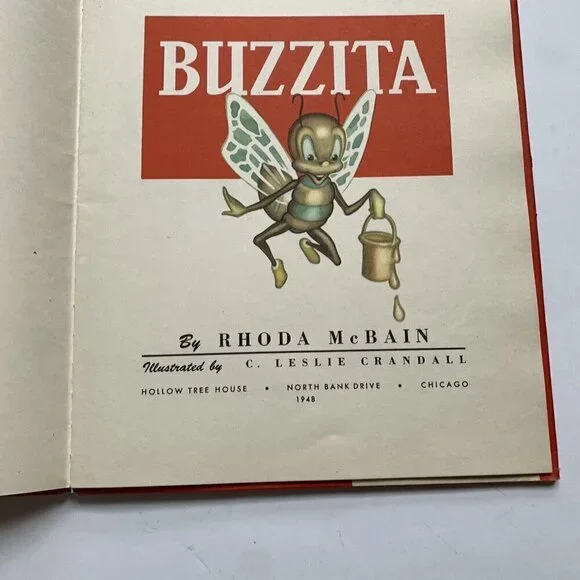 BUZZITA
By RHODA McBAIN
Illustrated by C. LESLIE CRANDALL
HOLLOW TREE HOUSE • NORTH BANK DRIVE • CHICAGO
1948